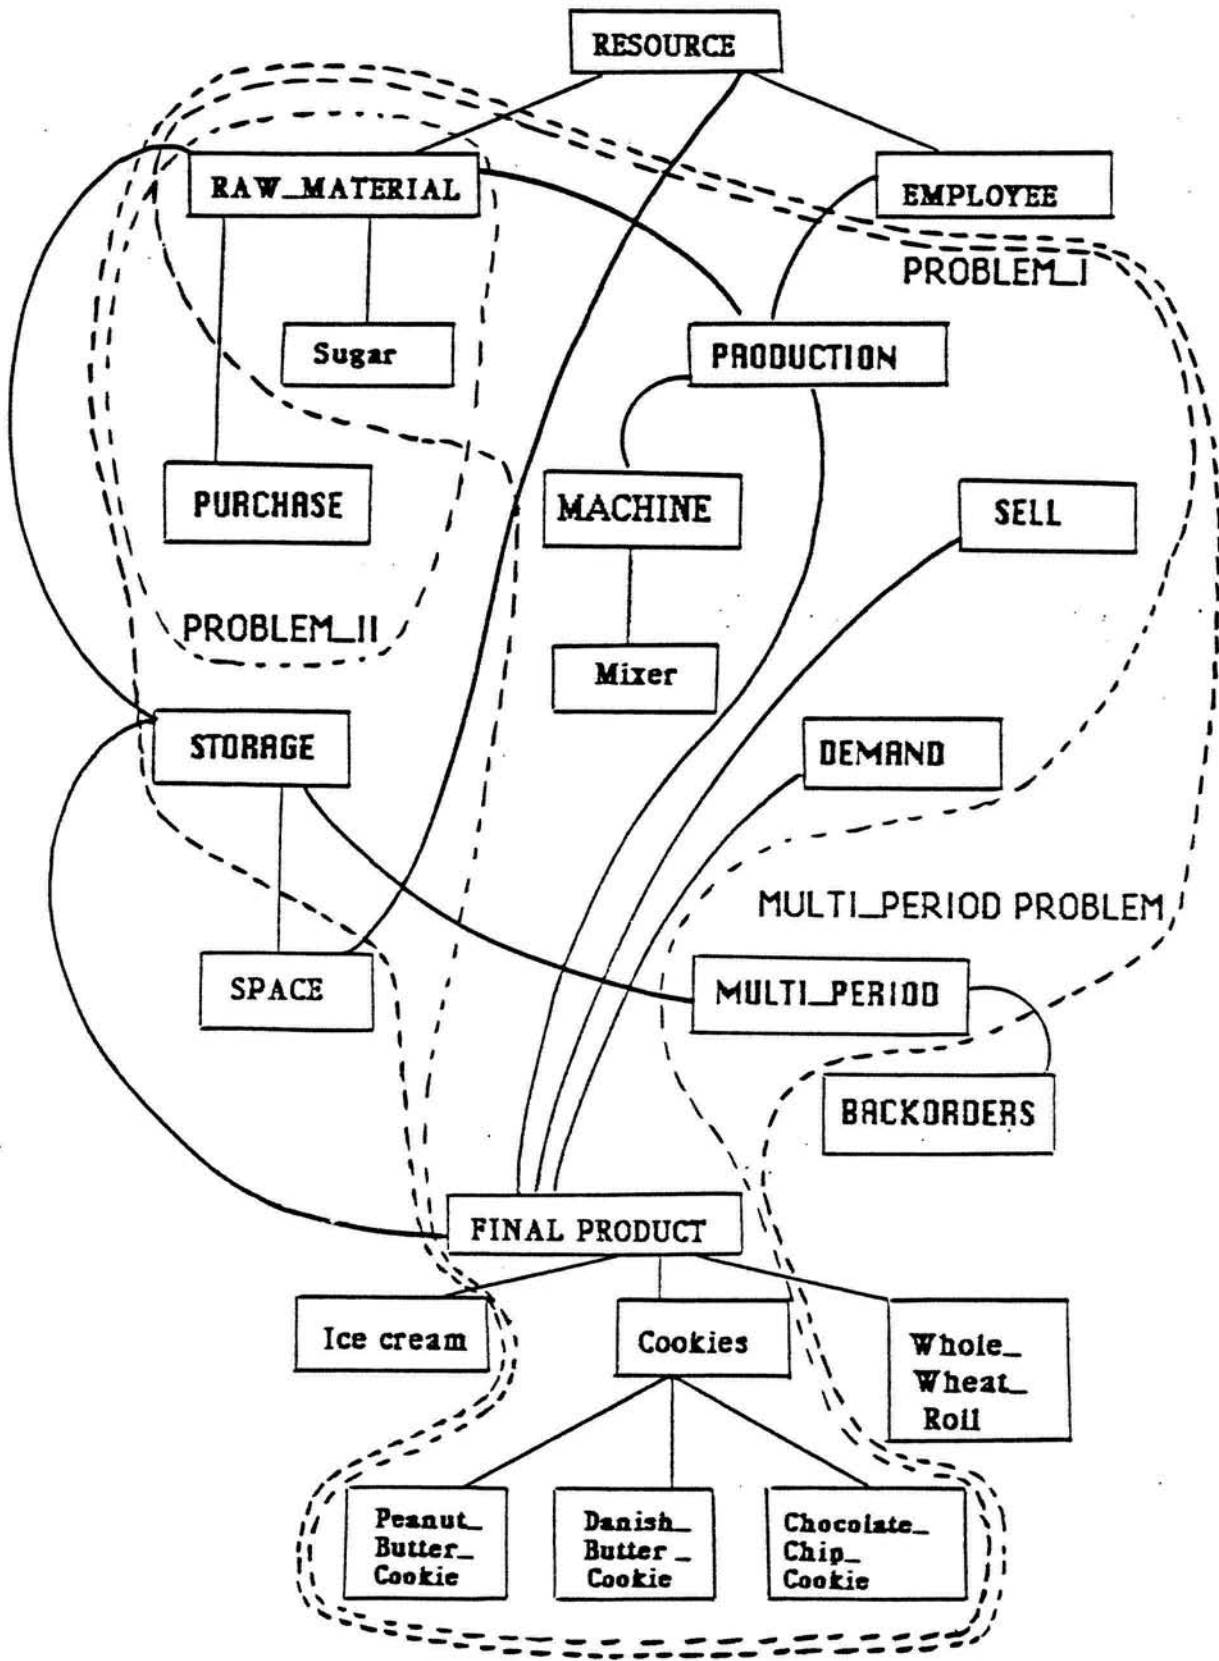 RESOURCE
RAW_MATERIAL
EMPLOYEE
PROBLEM_I
Sugar
PRODUCTION
PURCHASE
MACHINE
SELL
PROBLEM_II
Mixer
STORAGE
DEMAND
MULTI_PERIOD PROBLEM
SPACE
MULTI_PERIOD
BACKORDERS
FINAL PRODUCT
Ice cream
Cookies
Whole_
Wheat_
Roll
Peanut_
Butter_
Cookie
Danish_
Butter_
Cookie
Chocolate_
Chip_
Cookie